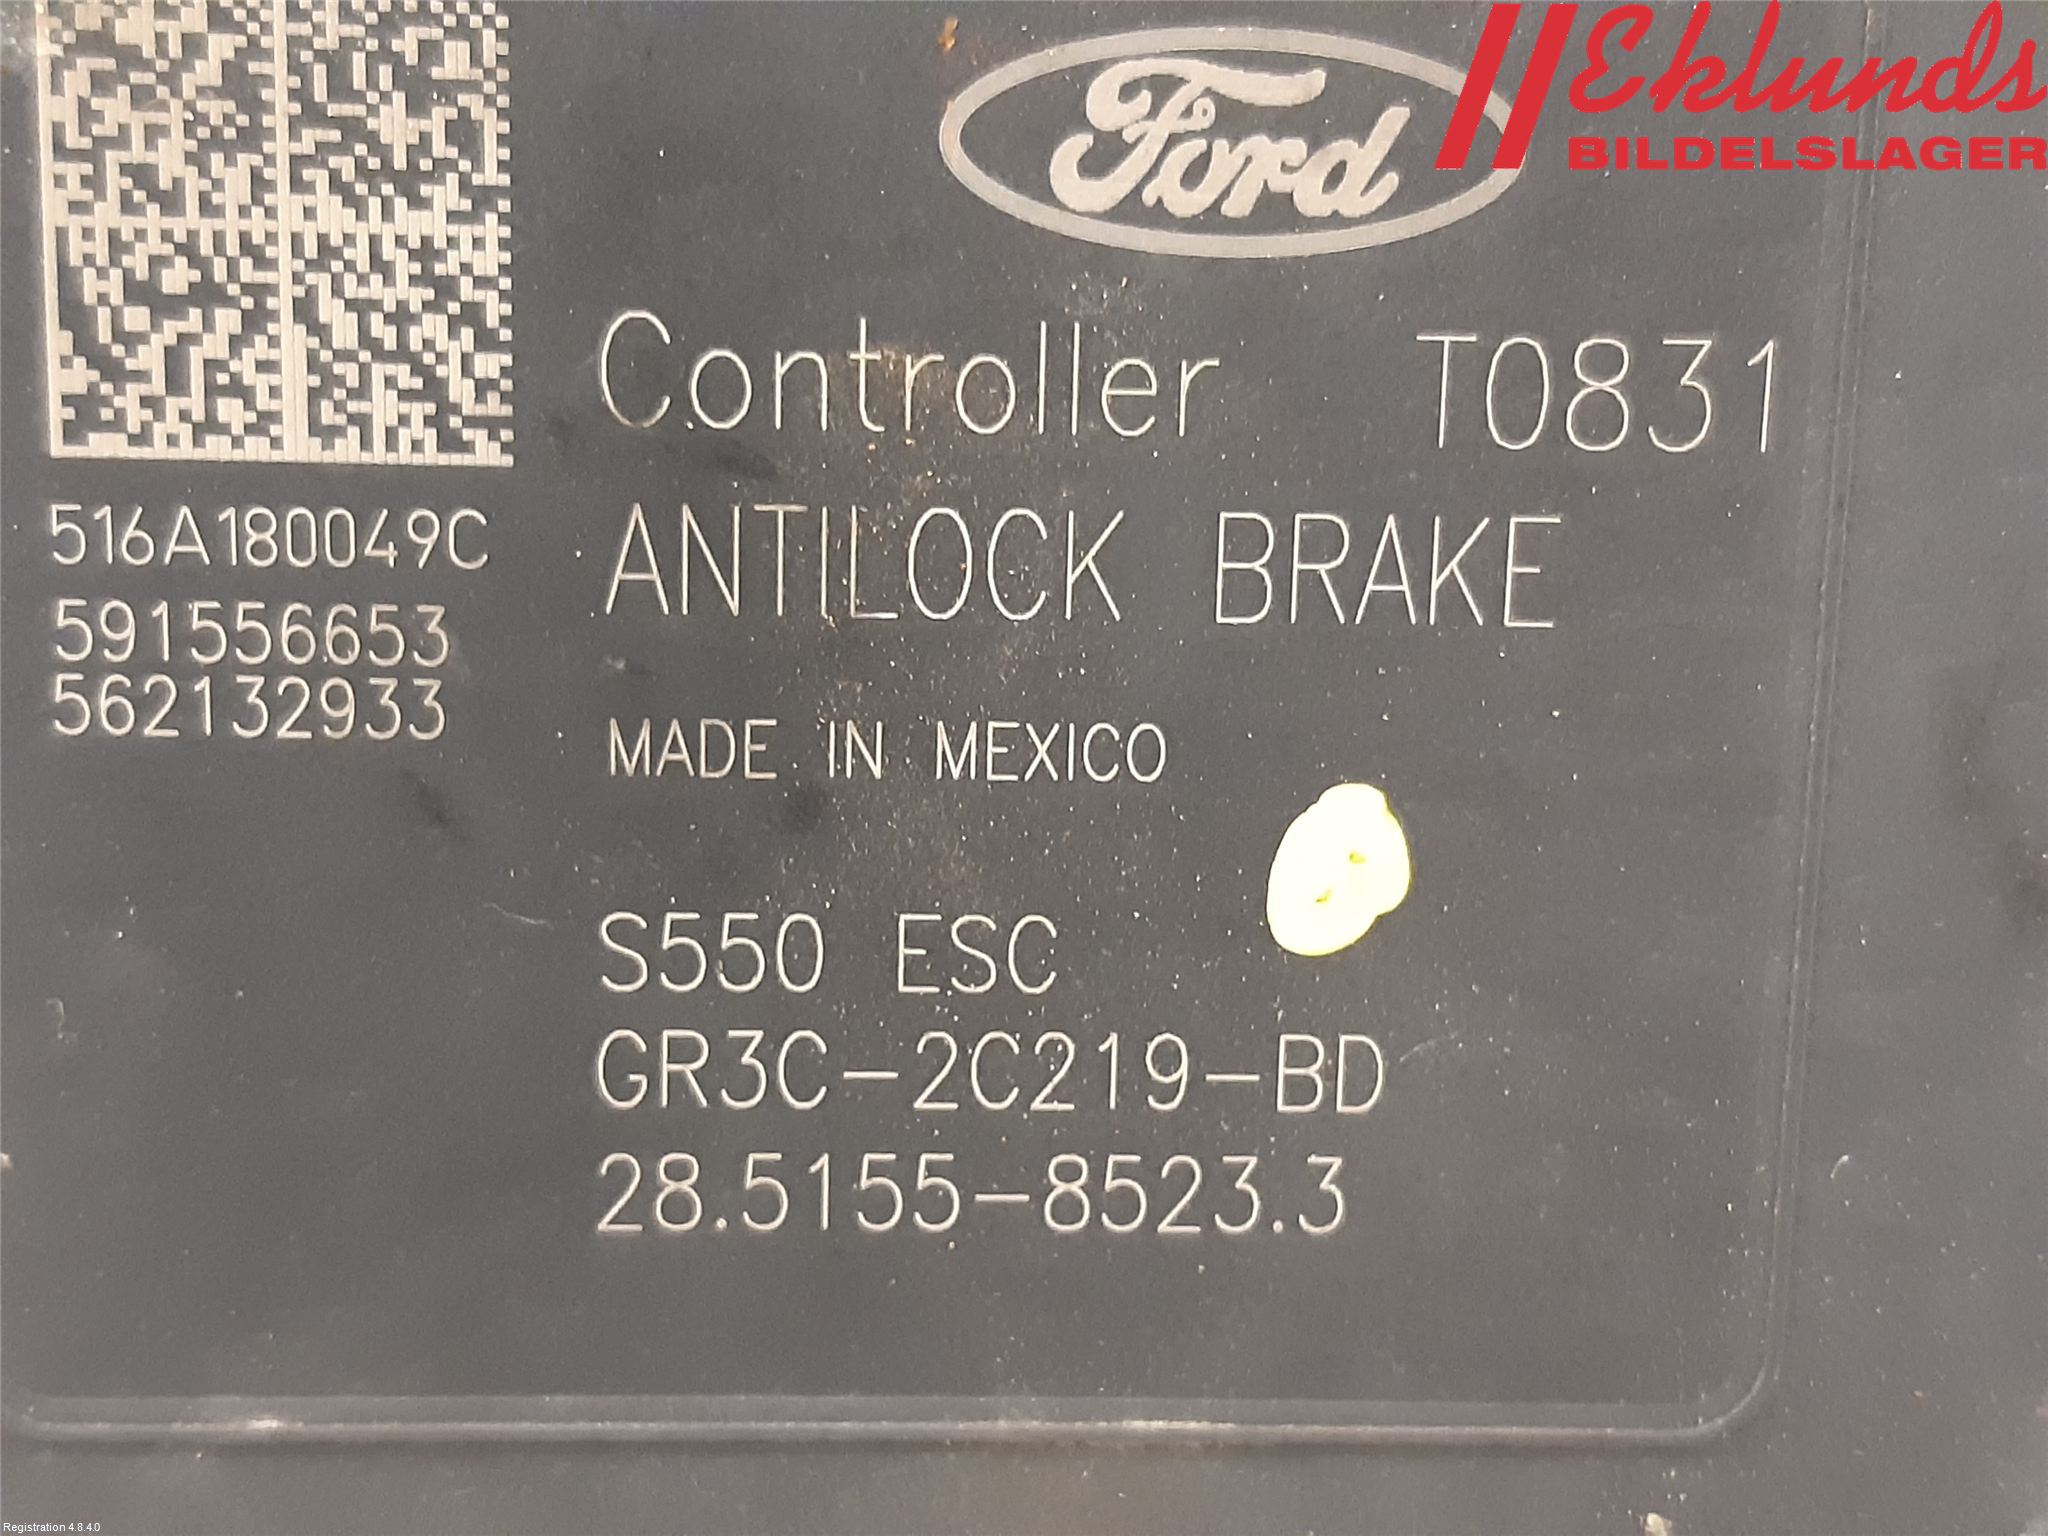 Ford
Eklunds
BILDELSLAGER
Controller T0831
ANTILOCK BRAKE
516A180049C
591556653
562132933
MADE IN MEXICO
S550 ESC
GR3C-2C219-BD
28.5155-8523.3
Registration 4.8.4.0